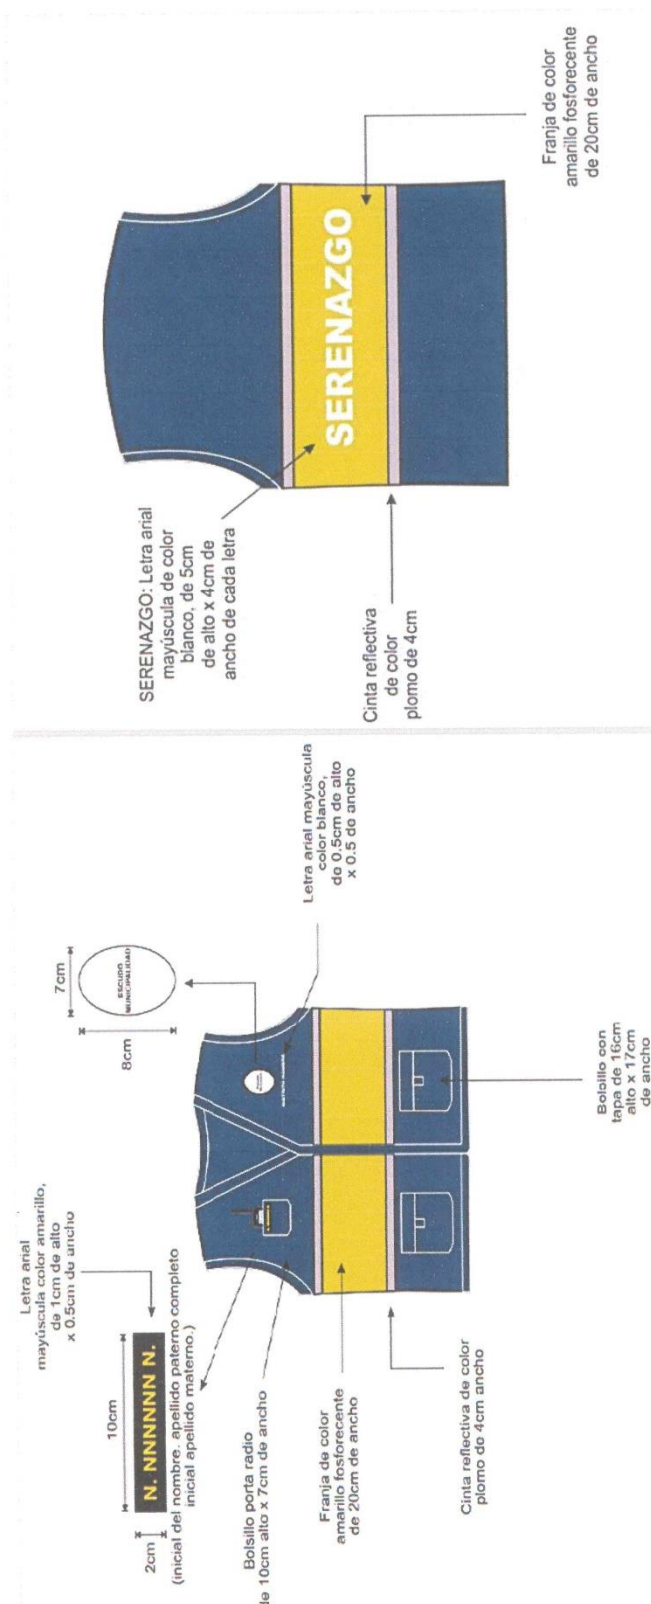 Letra arial
mayúscula color amarillo,
de 1cm de alto
x 0.5cm de ancho
10cm
N. NNNNNN N.
2cm
(inicial del nombre. apellido paterno completo
inicial apellido materno.)
Bolsillo porta radio
de 10cm alto x 7cm de ancho
Franja de color
amarillo fosforecente
de 20cm de ancho
Cinta reflectiva de color
plomo de 4cm ancho
7cm
ESCUDO
MUNICIPALIDAD
8cm
Letra arial mayúscula
color blanco,
de 0.5cm de alto
x 0.5 de ancho
Bolsillo con
tapa de 16cm
alto x 17cm
de ancho
SERENAZGO: Letra arial
mayúscula de color
blanco, de 5cm
de alto x 4cm de
ancho de cada letra
SERENAZGO
Cinta reflectiva
de color
plomo de 4cm
Franja de color
amarillo fosforecente
de 20cm de ancho